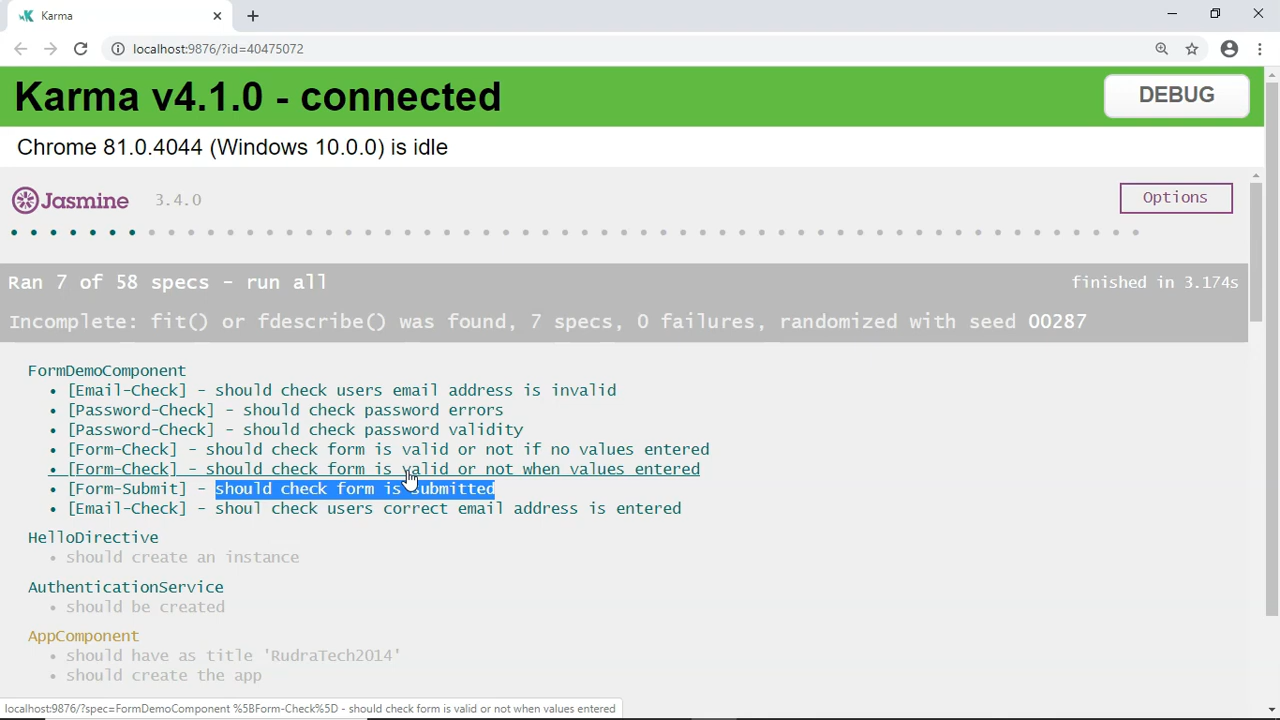 Karma
localhost:9876/?id=40475072
Karma v4.1.0 - connected
DEBUG
Chrome 81.0.4044 (Windows 10.0.0) is idle
Jasmine 3.4.0
Options
Ran 7 of 58 specs - run all
finished in 3.174s
Incomplete: fit() or fdescribe() was found, 7 specs, 0 failures, randomized with seed 00287
FormDemoComponent
• [Email-Check] - should check users email address is invalid
• [Password-Check] - should check password errors
• [Password-Check] - should check password validity
• [Form-Check] - should check form is valid or not if no values entered
• [Form-Check] - should check form is valid or not when values entered
• [Form-Submit] - should check form is submitted
• [Email-Check] - shoul check users correct email address is entered
HelloDirective
• should create an instance
AuthenticationService
• should be created
AppComponent
• should have as title 'RudraTech2014'
• should create the app
localhost:9876/?spec=FormDemoComponent %5BForm-Check%5D - should check form is valid or not when values entered